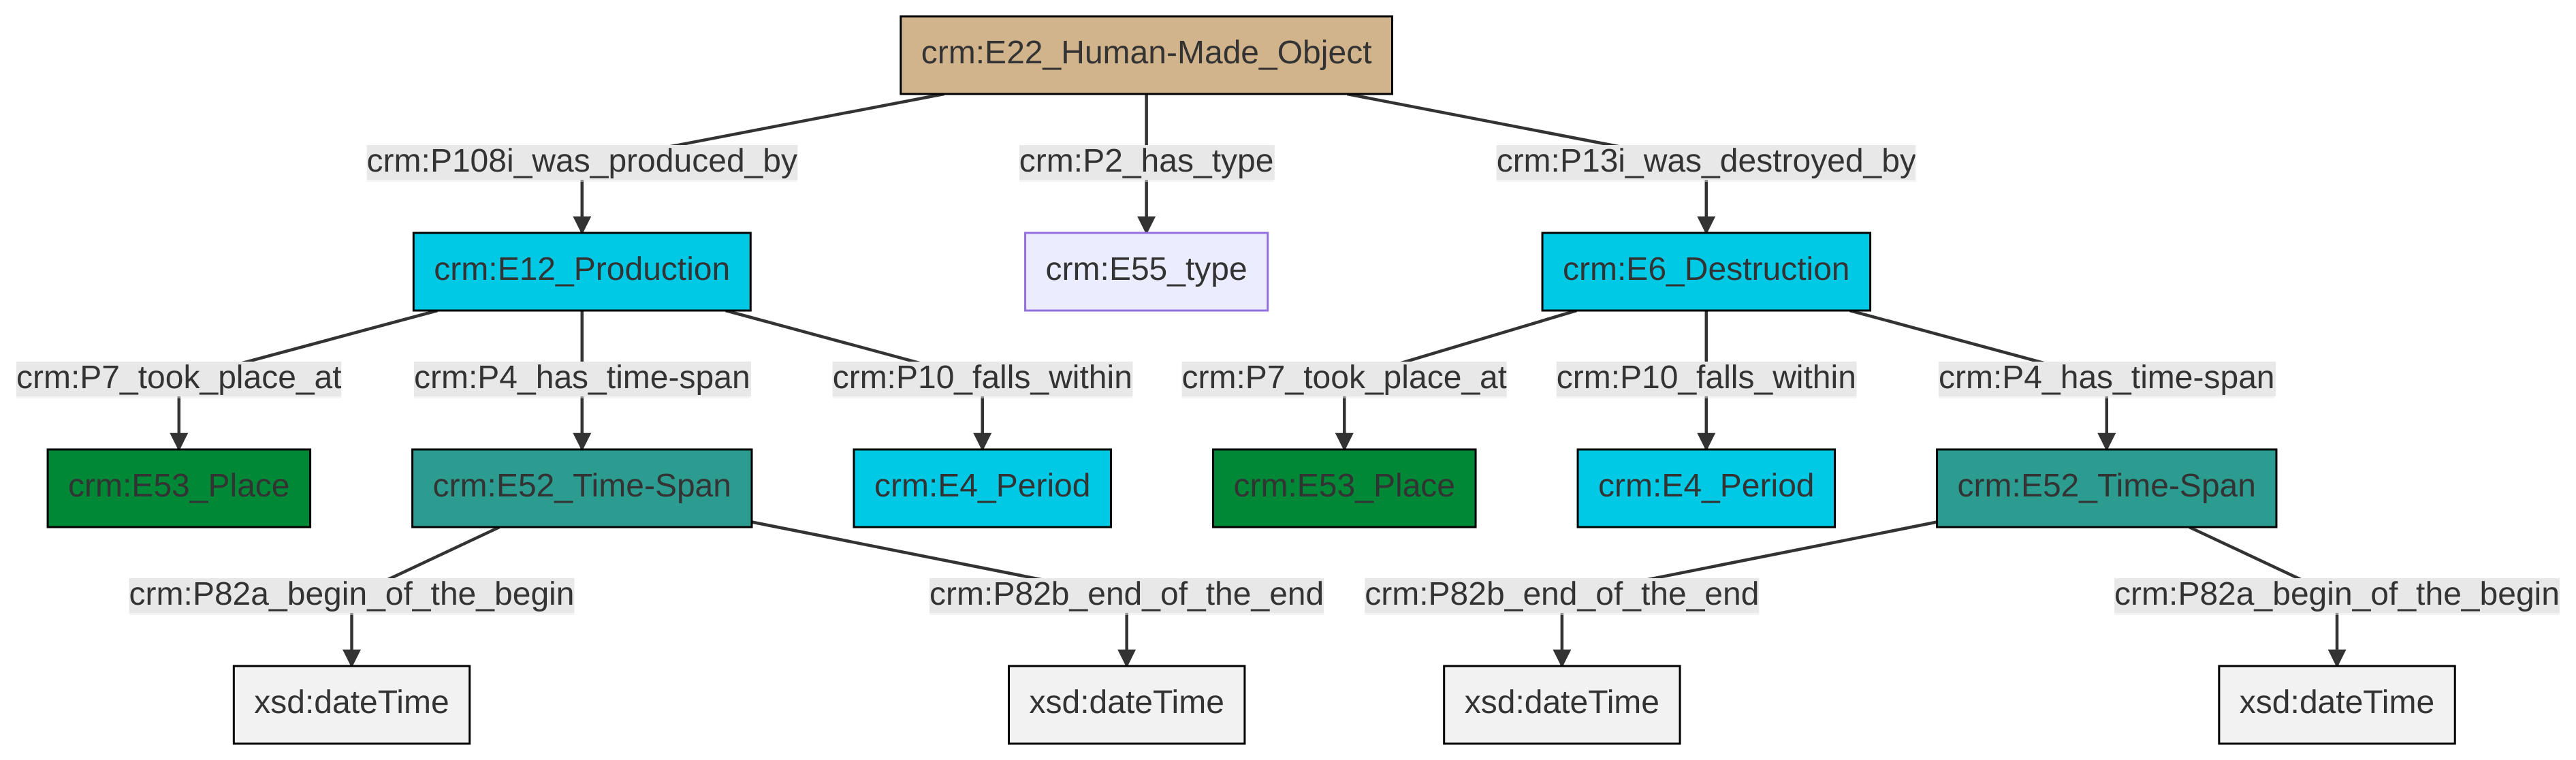 crm:E22_Human-Made_Object
crm:P108i_was_produced_by
crm:P2_has_type
crm:P13i_was_destroyed_by
crm:E12_Production
crm:E55_type
crm:E6_Destruction
crm:P7_took_place_at
crm:P4_has_time-span
crm:P10_falls_within
crm:P7_took_place_at
crm:P10_falls_within
crm:P4_has_time-span
crm:E53_Place
crm:E52_Time-Span
crm:E4_Period
crm:E53_Place
crm:E4_Period
crm:E52_Time-Span
crm:P82a_begin_of_the_begin
crm:P82b_end_of_the_end
crm:P82b_end_of_the_end
crm:P82a_begin_of_the_begin
xsd:dateTime
xsd:dateTime
xsd:dateTime
xsd:dateTime